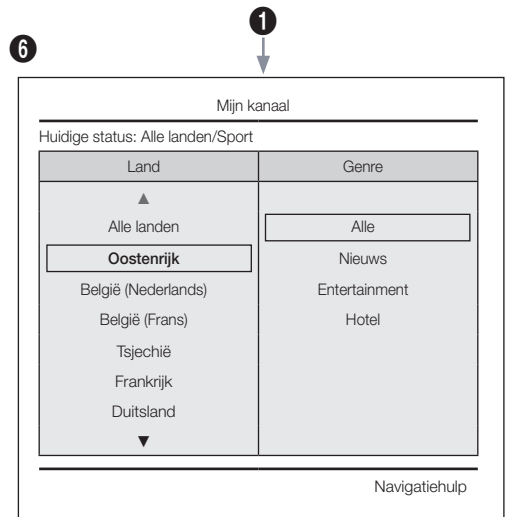 ❶
❻
Mijn kanaal
Huidige status: Alle landen/Sport
Land Genre
▲
Alle landen Alle
Oostenrijk Nieuws
België (Nederlands) Entertainment
België (Frans) Hotel
Tsjechië
Frankrijk
Duitsland
▼
Navigatiehulp